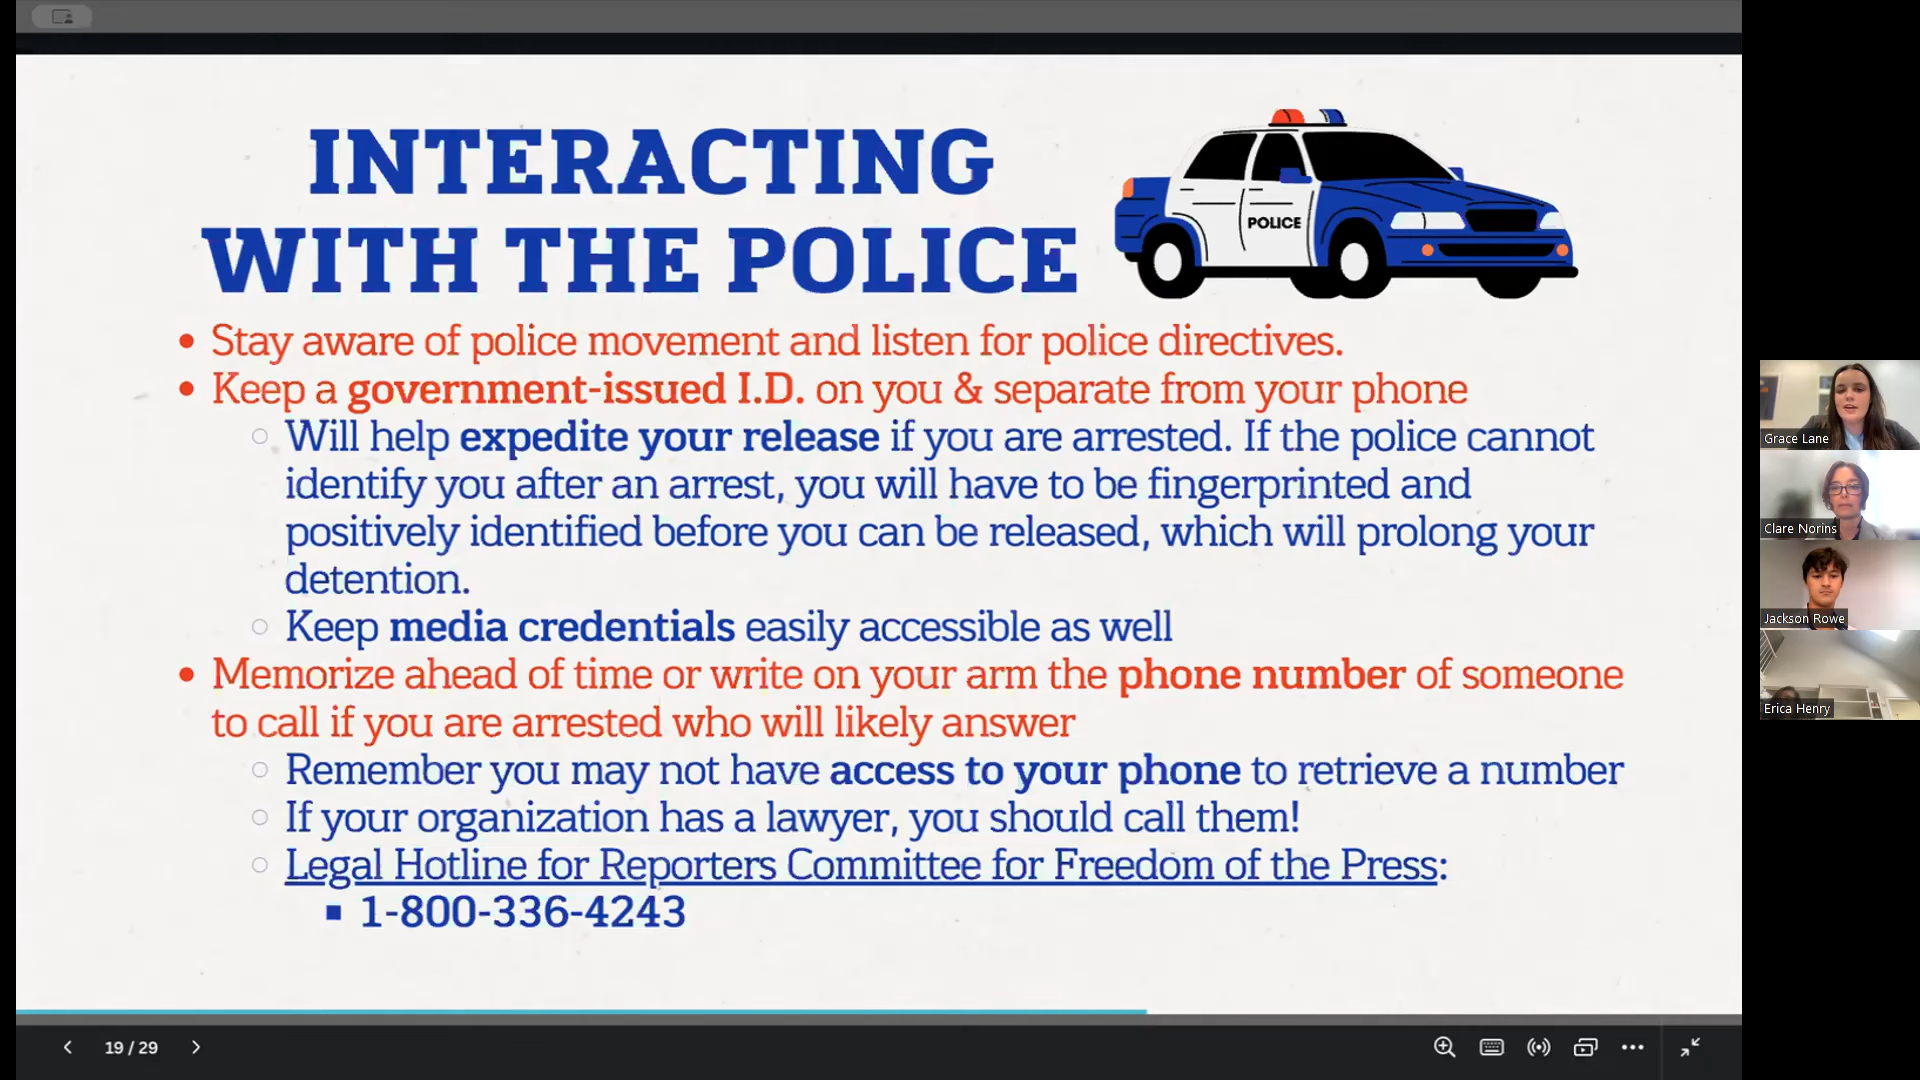 INTERACTING
WITH THE POLICE
POLICE
• Stay aware of police movement and listen for police directives.
• Keep a government-issued I.D. on you & separate from your phone
○ Will help expedite your release if you are arrested. If the police cannot
identify you after an arrest, you will have to be fingerprinted and
positively identified before you can be released, which will prolong your
detention.
○ Keep media credentials easily accessible as well
• Memorize ahead of time or write on your arm the phone number of someone
to call if you are arrested who will likely answer
○ Remember you may not have access to your phone to retrieve a number
○ If your organization has a lawyer, you should call them!
○ Legal Hotline for Reporters Committee for Freedom of the Press:
▪ 1-800-336-4243
19 / 29
Grace Lane
Clare Norins
Jackson Rowe
Erica Henry